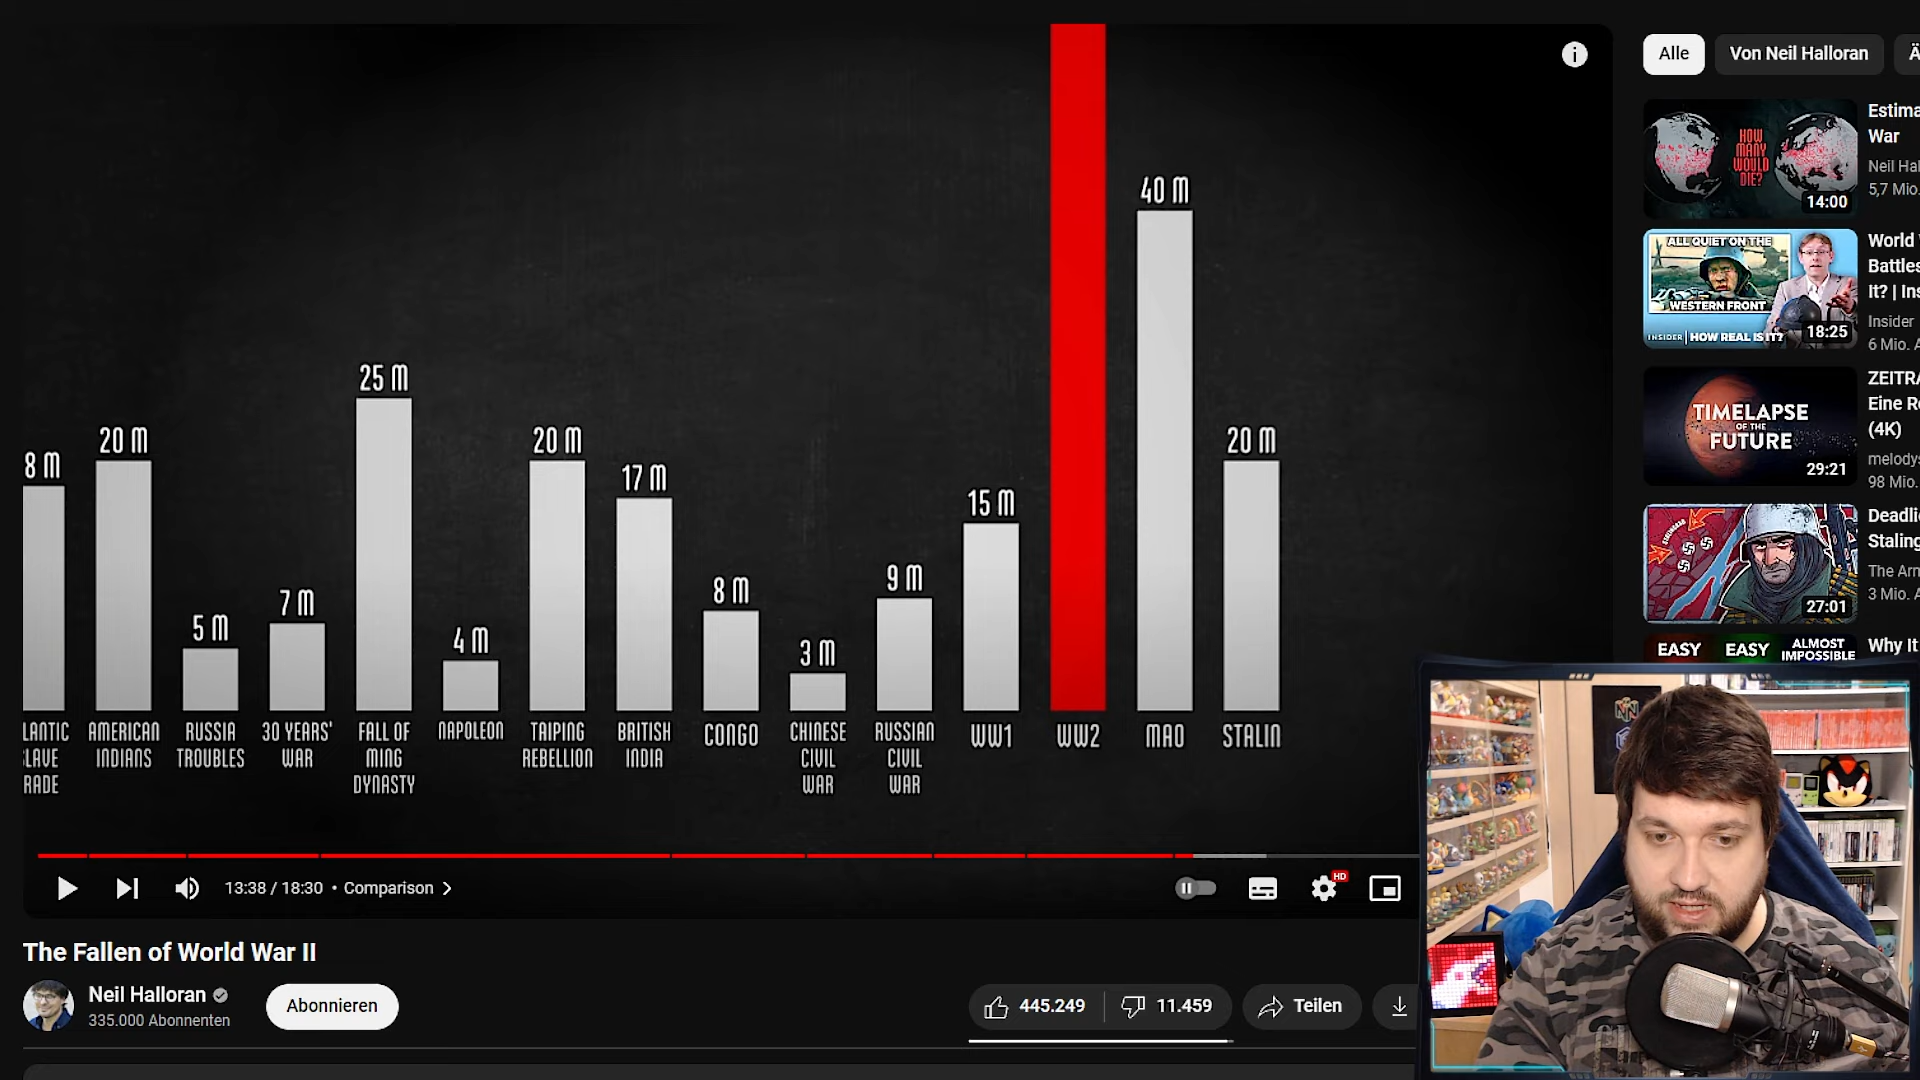 Alle
Von Neil Halloran
40 M
25 M
20 M
8 M
20 M
17 M
20 M
15 M
9 M
8 M
7 M
5 M
4 M
3 M
LANTIC
LAVE
RADE
AMERICAN
INDIANS
RUSSIA
TROUBLES
30 YEARS'
WAR
FALL OF
MING
DYNASTY
NAPOLEON
TAIPING
REBELLION
BRITISH
INDIA
CONGO
CHINESE
CIVIL
WAR
RUSSIAN
CIVIL
WAR
WW1
WW2
MAO
STALIN
13:38 / 18:30 • Comparison
HD
The Fallen of World War II
Neil Halloran
335.000 Abonnenten
Abonnieren
445.249
11.459
Teilen
HOW
MANY
WOULD
DIE?
14:00
Estima
War
Neil Hal
5,7 Mio.
ALL QUIET ON THE
WESTERN FRONT
INSIDER | HOW REAL IS IT?
18:25
World
Battles
It? | Ins
Insider
6 Mio. A
TIMELAPSE
OF THE
FUTURE
29:21
ZEITRA
Eine Re
(4K)
melodys
98 Mio.
27:01
Deadli
Staling
The Arm
3 Mio. A
EASY
EASY
ALMOST
IMPOSSIBLE
Why It